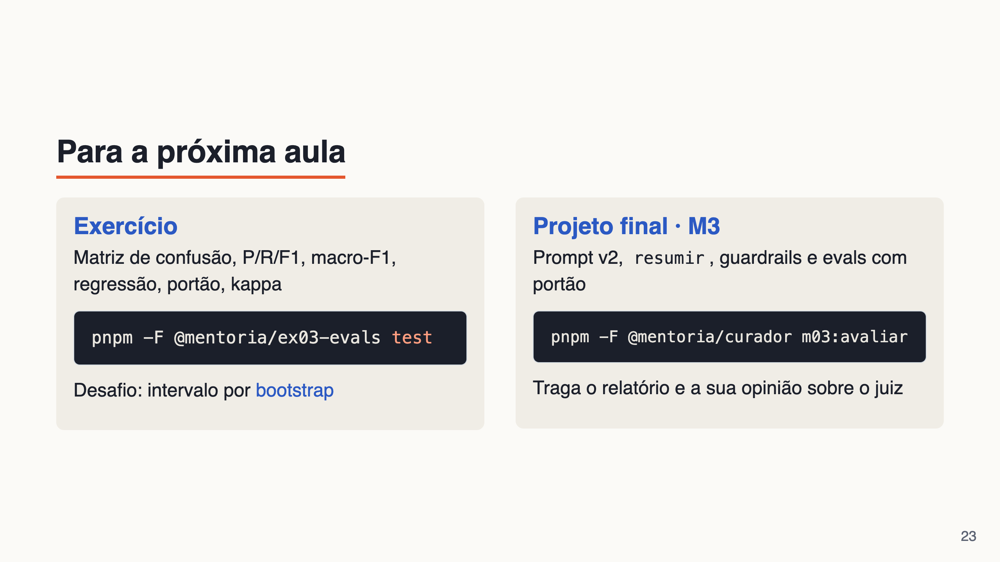 Para a próxima aula
Exercício
Matriz de confusão, P/R/F1, macro-F1,
regressão, portão, kappa
pnpm -F @mentoria/ex03-evals test
Desafio: intervalo por bootstrap
Projeto final · M3
Prompt v2, resumir, guardrails e evals com
portão
pnpm -F @mentoria/curador m03:avaliar
Traga o relatório e a sua opinião sobre o juiz
23